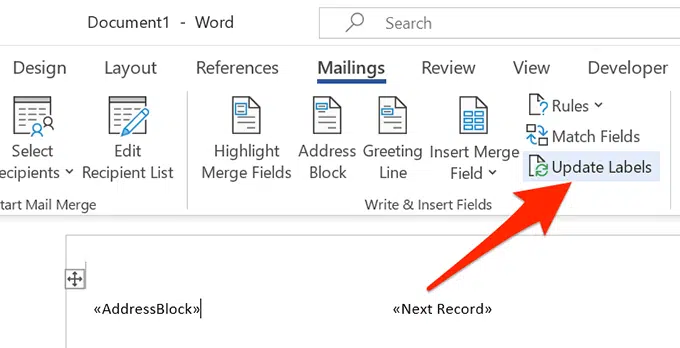 Document1 - Word
Search
Design Layout References Mailings Review View Developer
Select
ecipients
Edit
Recipient List
Highlight
Merge Fields
Address
Block
Greeting
Line
Insert Merge
Field
Rules
Match Fields
Update Labels
tart Mail Merge
Write & Insert Fields
«AddressBlock» «Next Record»